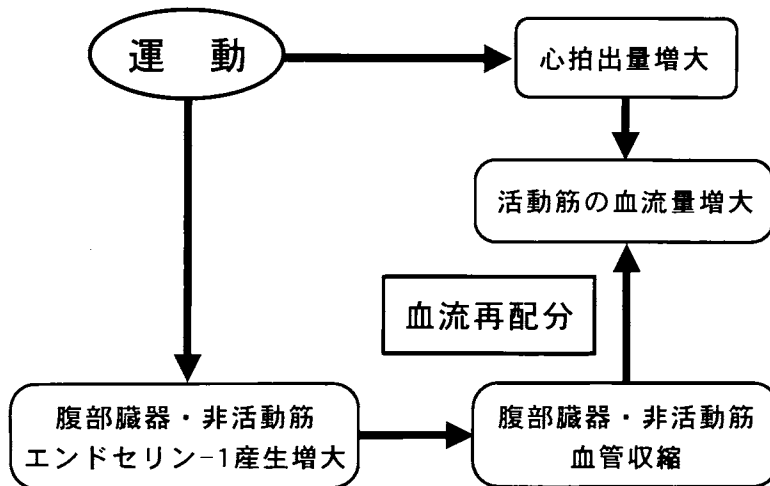 運 動
心拍出量増大
活動筋の血流量増大
血流再配分
腹部臓器・非活動筋
エンドセリン-1産生増大
腹部臓器・非活動筋
血管収縮